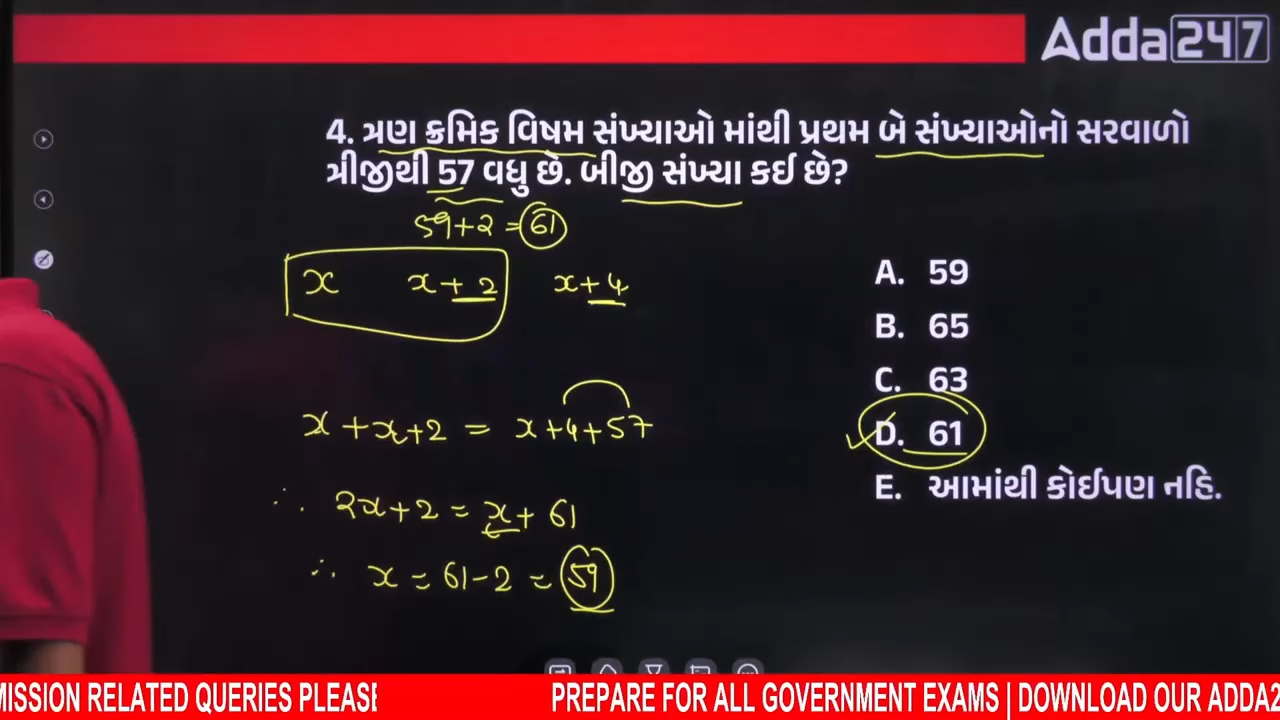 Adda247
4. ત્રણ ક્રમિક વિષમ સંખ્યાઓ માંથી પ્રથમ બે સંખ્યાઓનો સરવાળો
ત્રીજીથી 57 વધુ છે. બીજી સંખ્યા કઈ છે?
59+2 = 61
x x+2 x+4
x+x+2 = x+4+57
∴ 2x+2 = x+61
∴ x = 61-2 = 59
A. 59
B. 65
C. 63
D. 61
E. આમાંથી કોઈપણ નહિ.
MISSION RELATED QUERIES PLEASE PREPARE FOR ALL GOVERNMENT EXAMS | DOWNLOAD OUR ADDA2